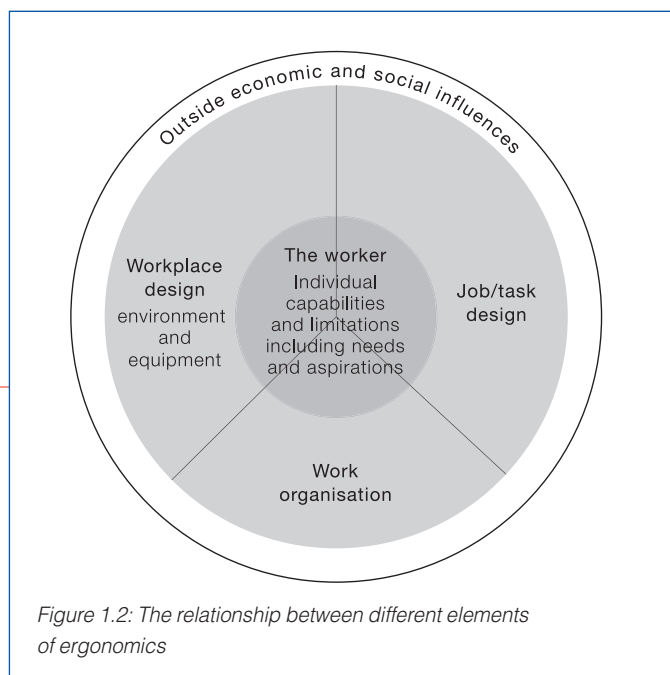 Outside economic and social influences
The worker
Individual
capabilities
and limitations
including needs
and aspirations
Workplace
design
environment
and
equipment
Job/task
design
Work
organisation
Figure 1.2: The relationship between different elements
of ergonomics